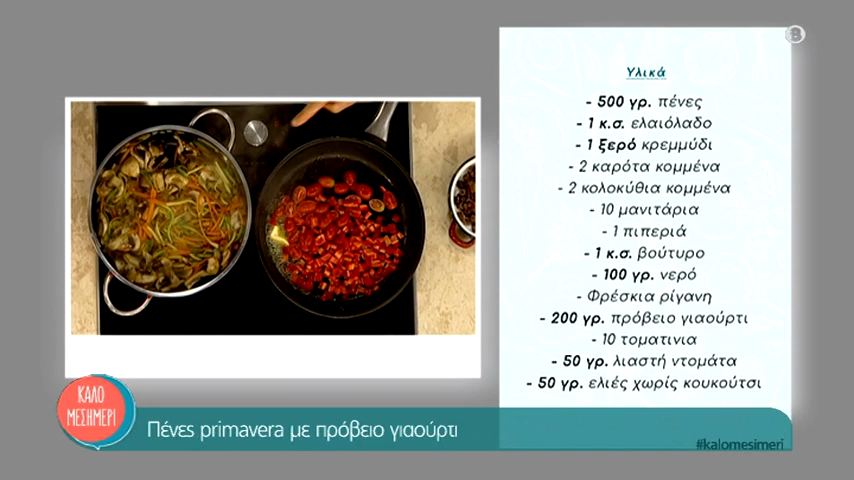 Υλικά
- 500 γρ. πένες
- 1 κ.σ. ελαιόλαδο
- 1 ξερό κρεμμύδι
- 2 καρότα κομμένα
- 2 κολοκύθια κομμένα
- 10 μανιτάρια
- 1 πιπεριά
- 1 κ.σ. βούτυρο
- 100 γρ. νερό
- Φρέσκια ρίγανη
- 200 γρ. πρόβειο γιαούρτι
- 10 τοματινια
- 50 γρ. λιαστή ντομάτα
- 50 γρ. ελιές χωρίς κουκούτσι
ΚΑΛΟ
ΜΕΣΗΜΕΡΙ
Πένες primavera με πρόβειο γιαούρτι
#kalomesimeri